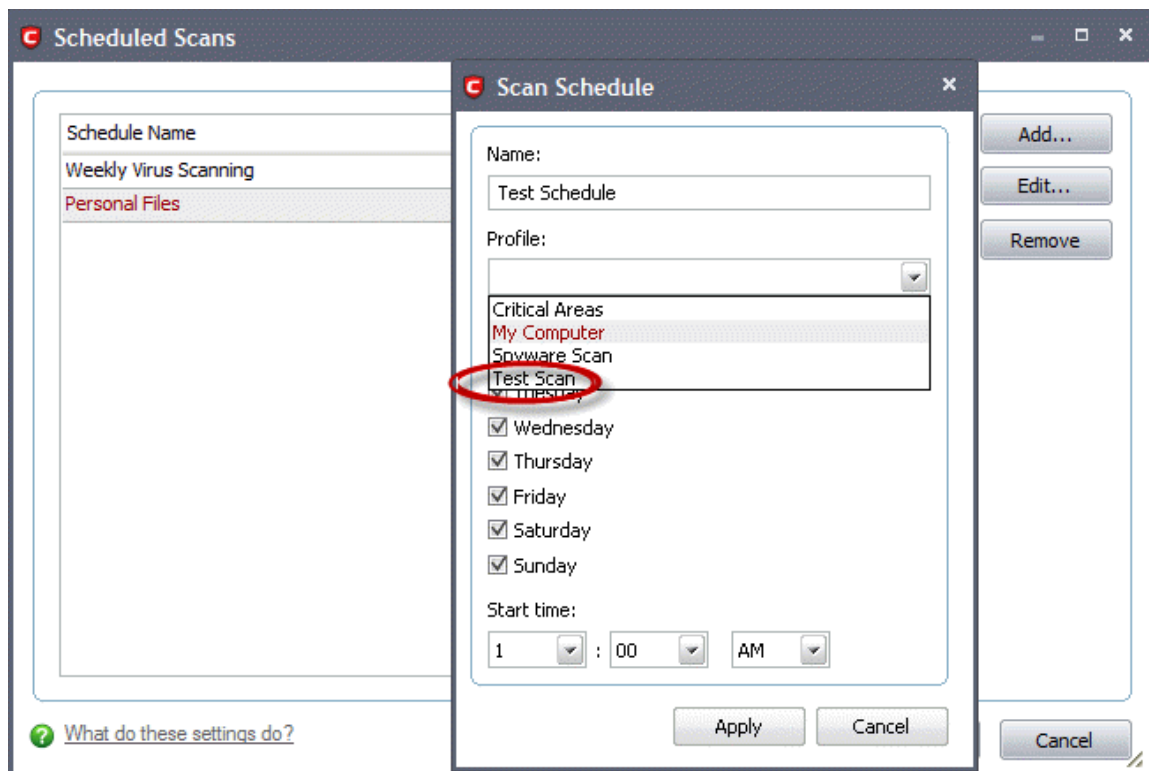 Scheduled Scans
Schedule Name
Weekly Virus Scanning
Personal Files
Add...
Edit...
Remove
Scan Schedule
Name:
Test Schedule
Profile:
Critical Areas
My Computer
Spyware Scan
Test Scan
Tuesday
Wednesday
Thursday
Friday
Saturday
Sunday
Start time:
1 : 00 AM
Apply
Cancel
What do these settings do?
Cancel